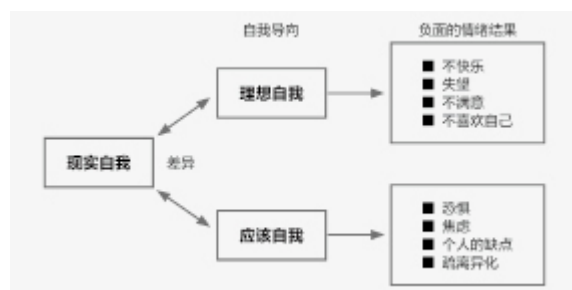 自我导向
负面的情绪结果
理想自我
不快乐
失望
不满意
不喜欢自己
现实自我
差异
应该自我
恐惧
焦虑
个人的缺点
疏离异化